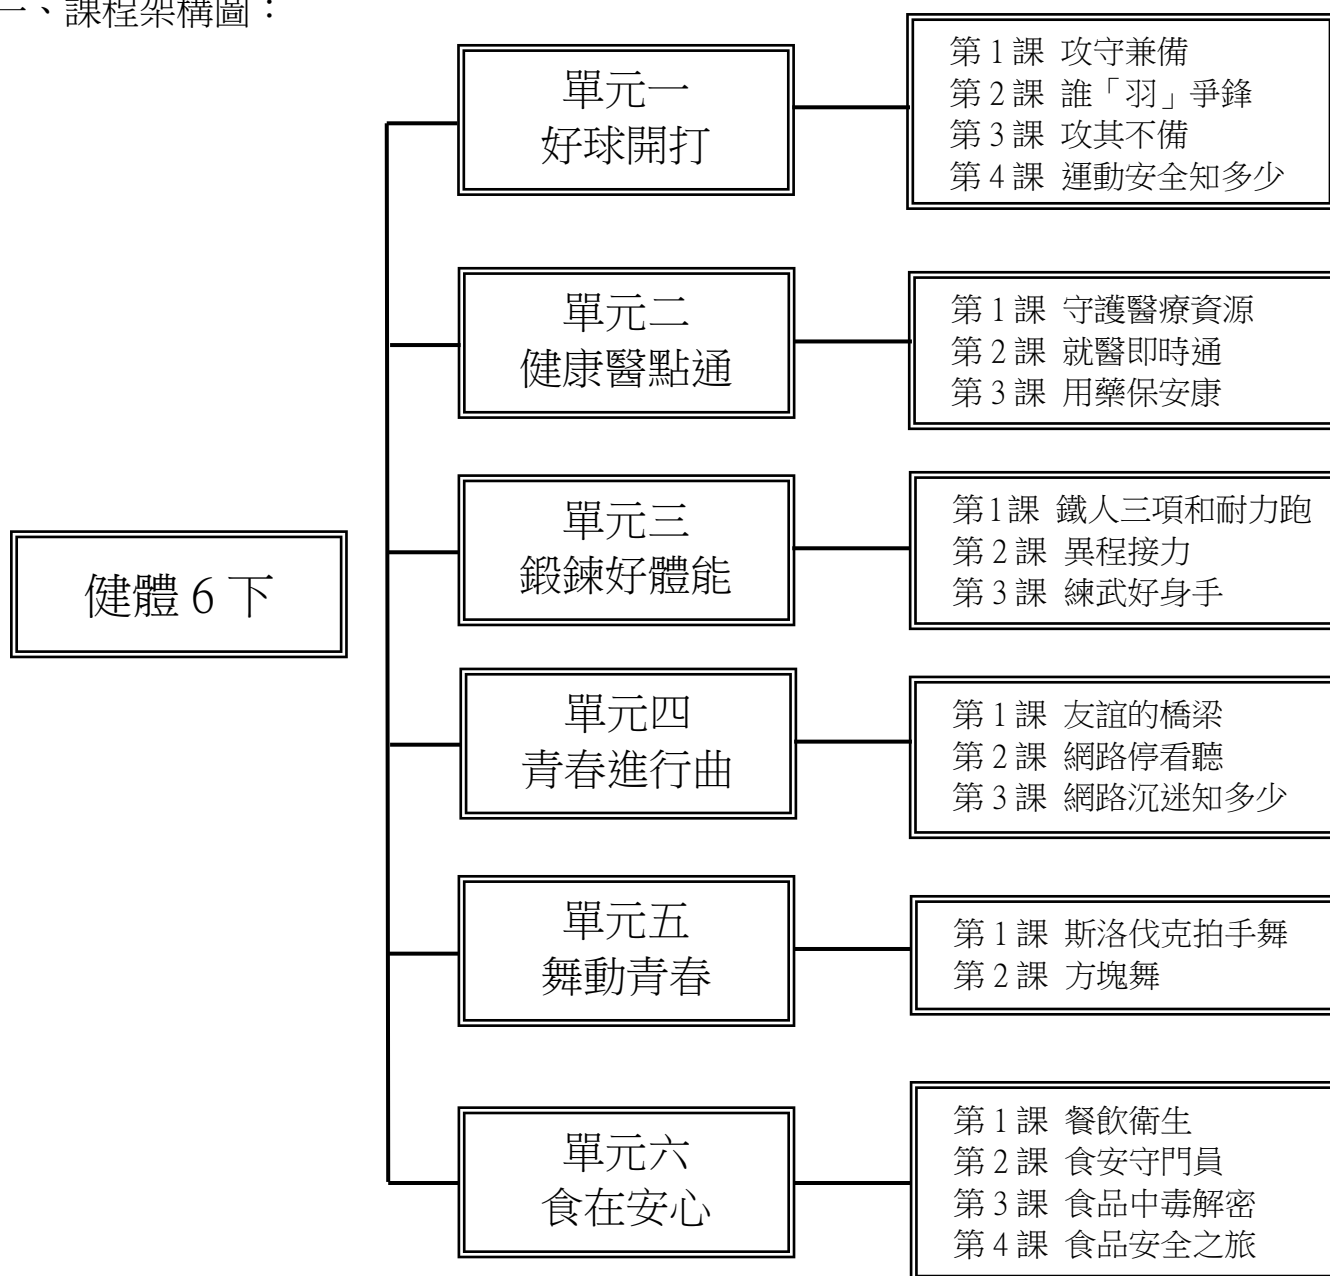 一、課程架構圖：
健體 6 下
單元一
好球開打
第 1 課 攻守兼備
第 2 課 誰「羽」爭鋒
第 3 課 攻其不備
第 4 課 運動安全知多少
單元二
健康醫點通
第 1 課 守護醫療資源
第 2 課 就醫即時通
第 3 課 用藥保安康
單元三
鍛鍊好體能
第 1 課 鐵人三項和耐力跑
第 2 課 異程接力
第 3 課 練武好身手
單元四
青春進行曲
第 1 課 友誼的橋梁
第 2 課 網路停看聽
第 3 課 網路沉迷知多少
單元五
舞動青春
第 1 課 斯洛伐克拍手舞
第 2 課 方塊舞
單元六
食在安心
第 1 課 餐飲衛生
第 2 課 食安守門員
第 3 課 食品中毒解密
第 4 課 食品安全之旅